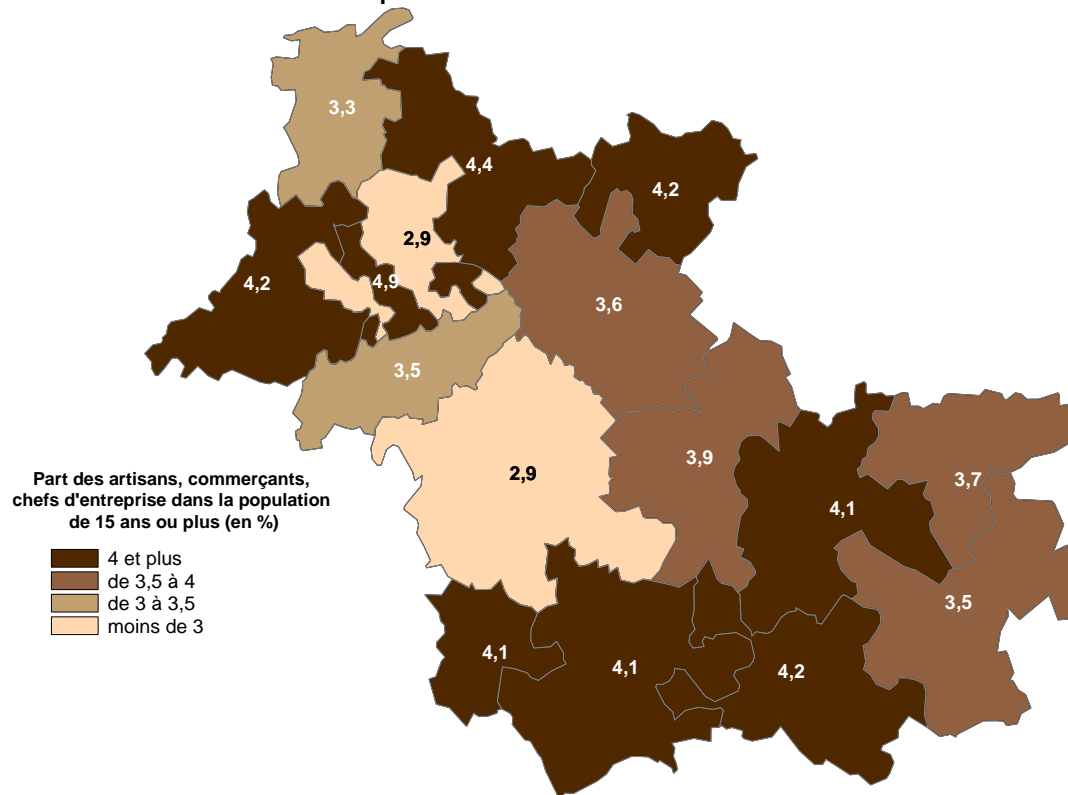 3,3
4,4
4,2
2,9
4,2
4,9
3,6
3,5
3,9
2,9
3,7
4,1
Part des artisans, commerçants,
chefs d'entreprise dans la population
de 15 ans ou plus (en %)
4 et plus
de 3,5 à 4
de 3 à 3,5
moins de 3
3,5
4,1
4,1
4,2